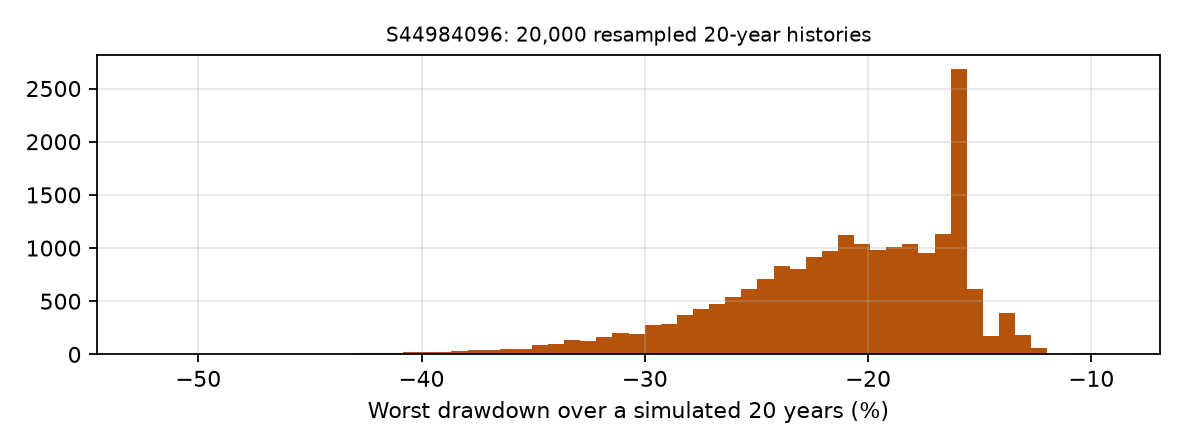 S44984096: 20,000 resampled 20-year histories
2500
2000
1500
1000
500
0
−50 −40 −30 −20 −10
Worst drawdown over a simulated 20 years (%)